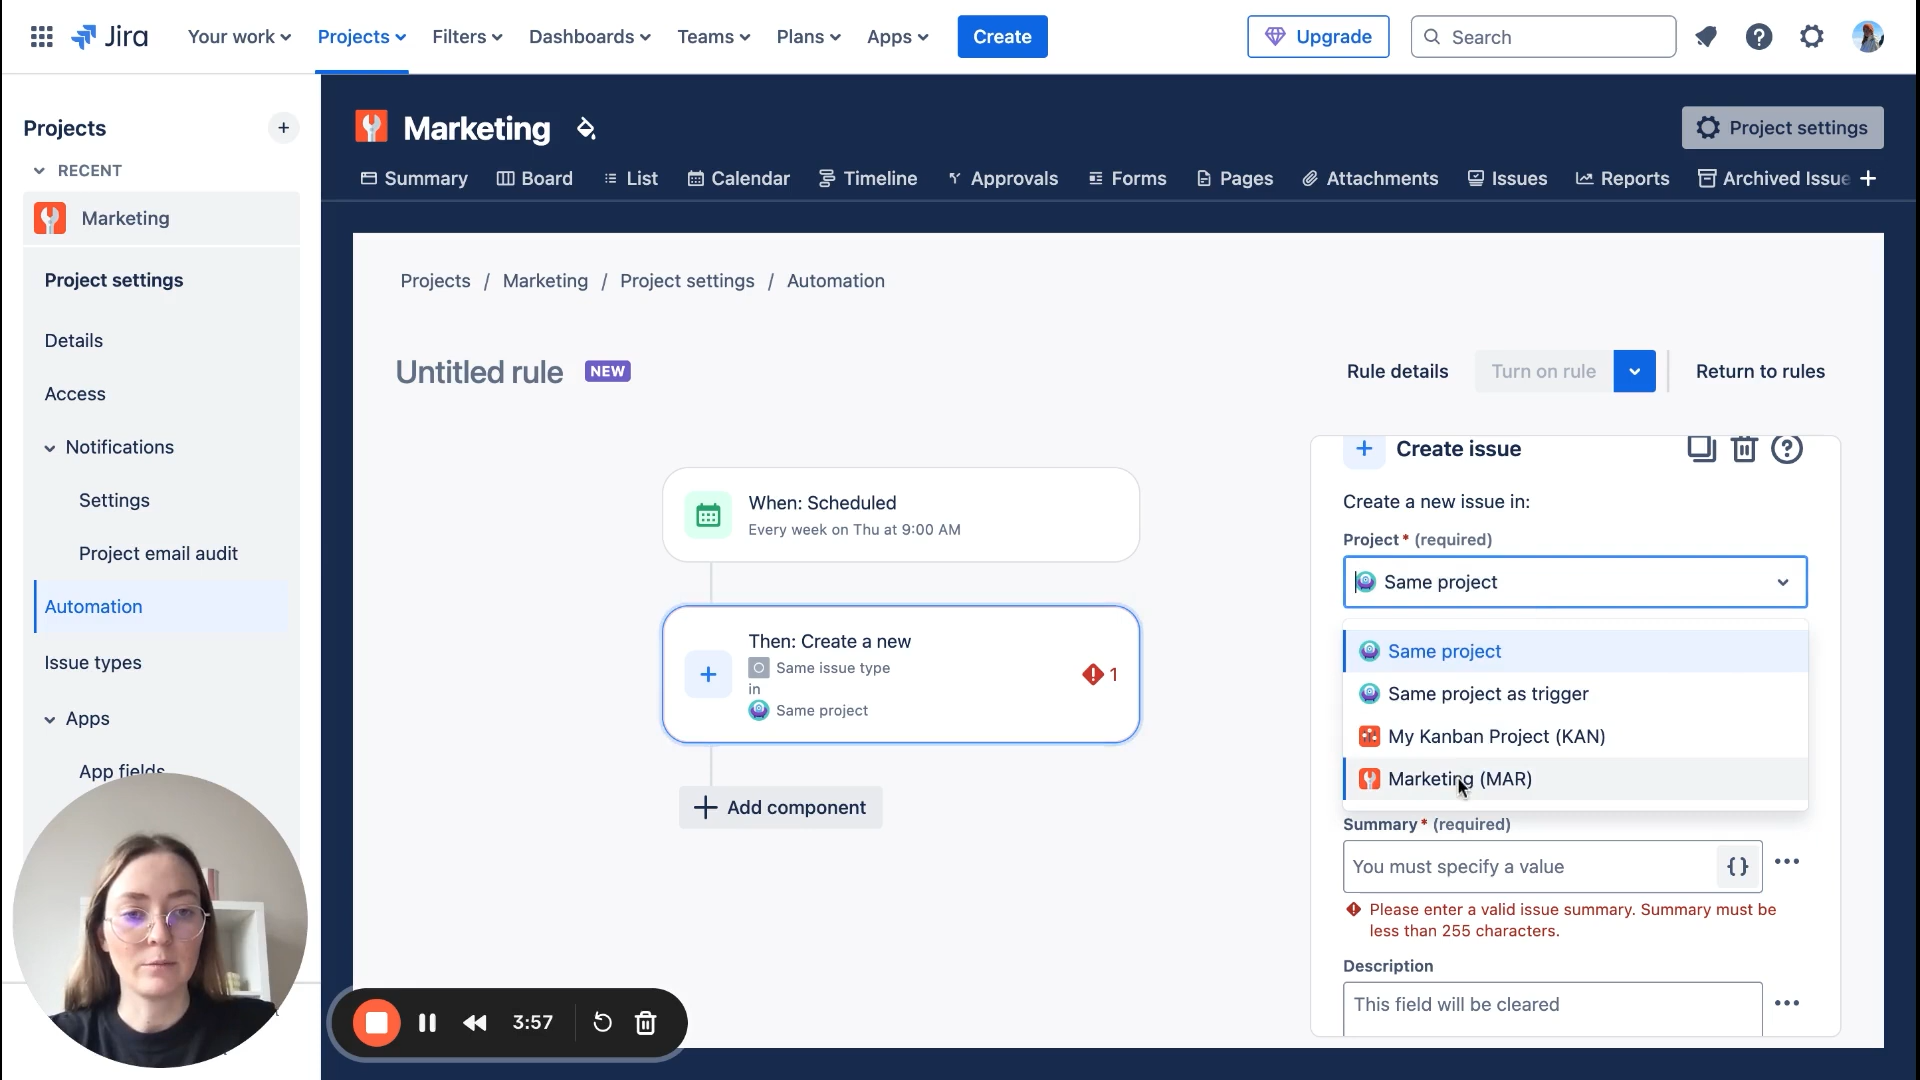 Jira
Your work
Projects
Filters
Dashboards
Teams
Plans
Apps
Create
Upgrade
Search
Projects
RECENT
Marketing
Project settings
Details
Access
Notifications
Settings
Project email audit
Automation
Issue types
Apps
App fields
Marketing
Project settings
Summary
Board
List
Calendar
Timeline
Approvals
Forms
Pages
Attachments
Issues
Reports
Archived Issue
Projects / Marketing / Project settings / Automation
Untitled rule NEW
Rule details
Turn on rule
Return to rules
When: Scheduled
Every week on Thu at 9:00 AM
Then: Create a new
Same issue type
in
Same project
1
Add component
Create issue
Create a new issue in:
Project* (required)
Same project
Same project
Same project as trigger
My Kanban Project (KAN)
Marketing (MAR)
Summary* (required)
You must specify a value
{}
Please enter a valid issue summary. Summary must be
less than 255 characters.
Description
This field will be cleared
3:57